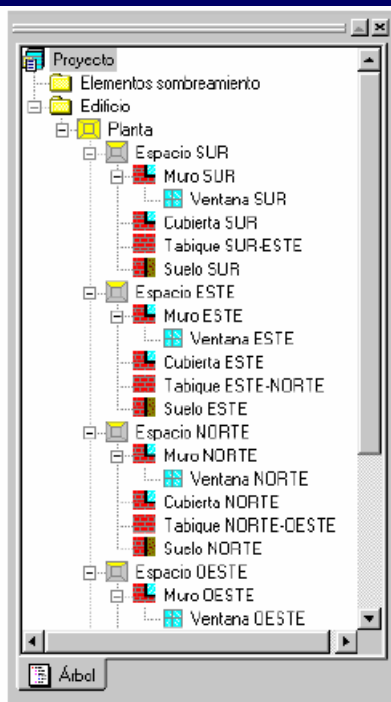 Proyecto
Elementos sombreamiento
Edificio
Planta
Espacio SUR
Muro SUR
Ventana SUR
Cubierta SUR
Tabique SUR-ESTE
Suelo SUR
Espacio ESTE
Muro ESTE
Ventana ESTE
Cubierta ESTE
Tabique ESTE-NORTE
Suelo ESTE
Espacio NORTE
Muro NORTE
Ventana NORTE
Cubierta NORTE
Tabique NORTE-OESTE
Suelo NORTE
Espacio OESTE
Muro OESTE
Ventana OESTE
Árbol